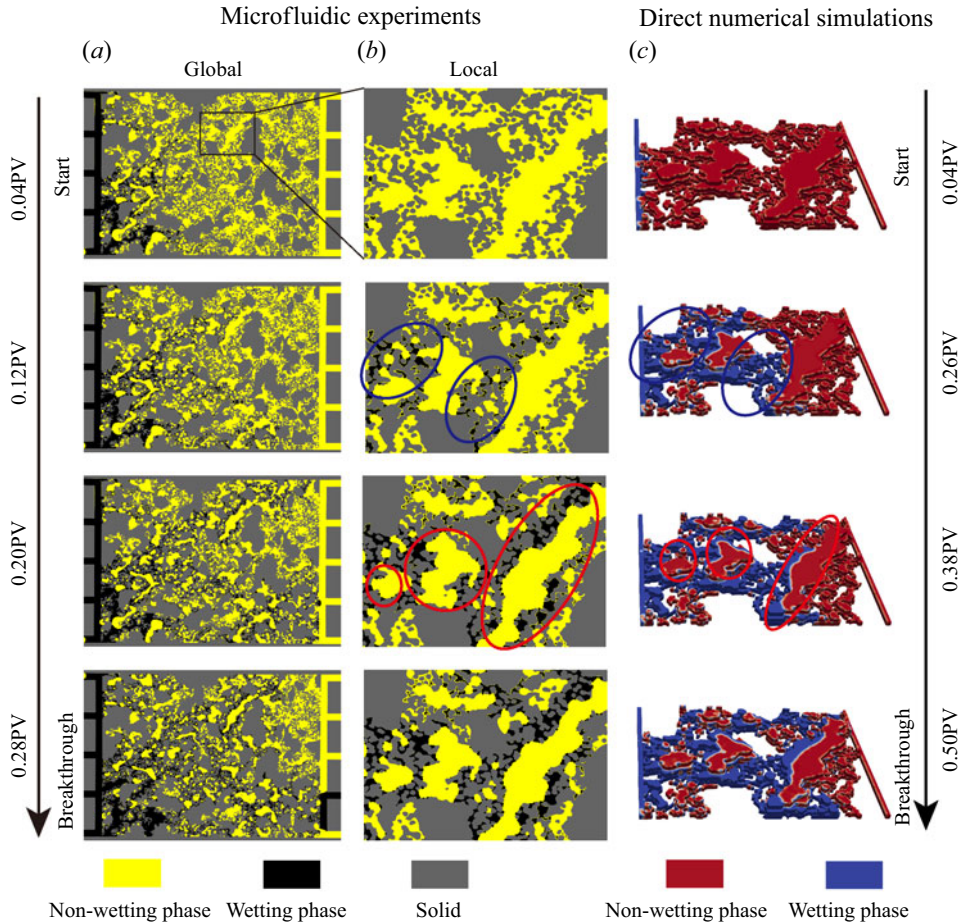 Microfluidic experiments
Direct numerical simulations
(a)
(b)
(c)
Global
Local
0.04PV
Start
Start
0.04PV
0.12PV
0.26PV
0.20PV
0.38PV
0.28PV
Breakthrough
Breakthrough
0.50PV
Non-wetting phase
Wetting phase
Solid
Non-wetting phase
Wetting phase